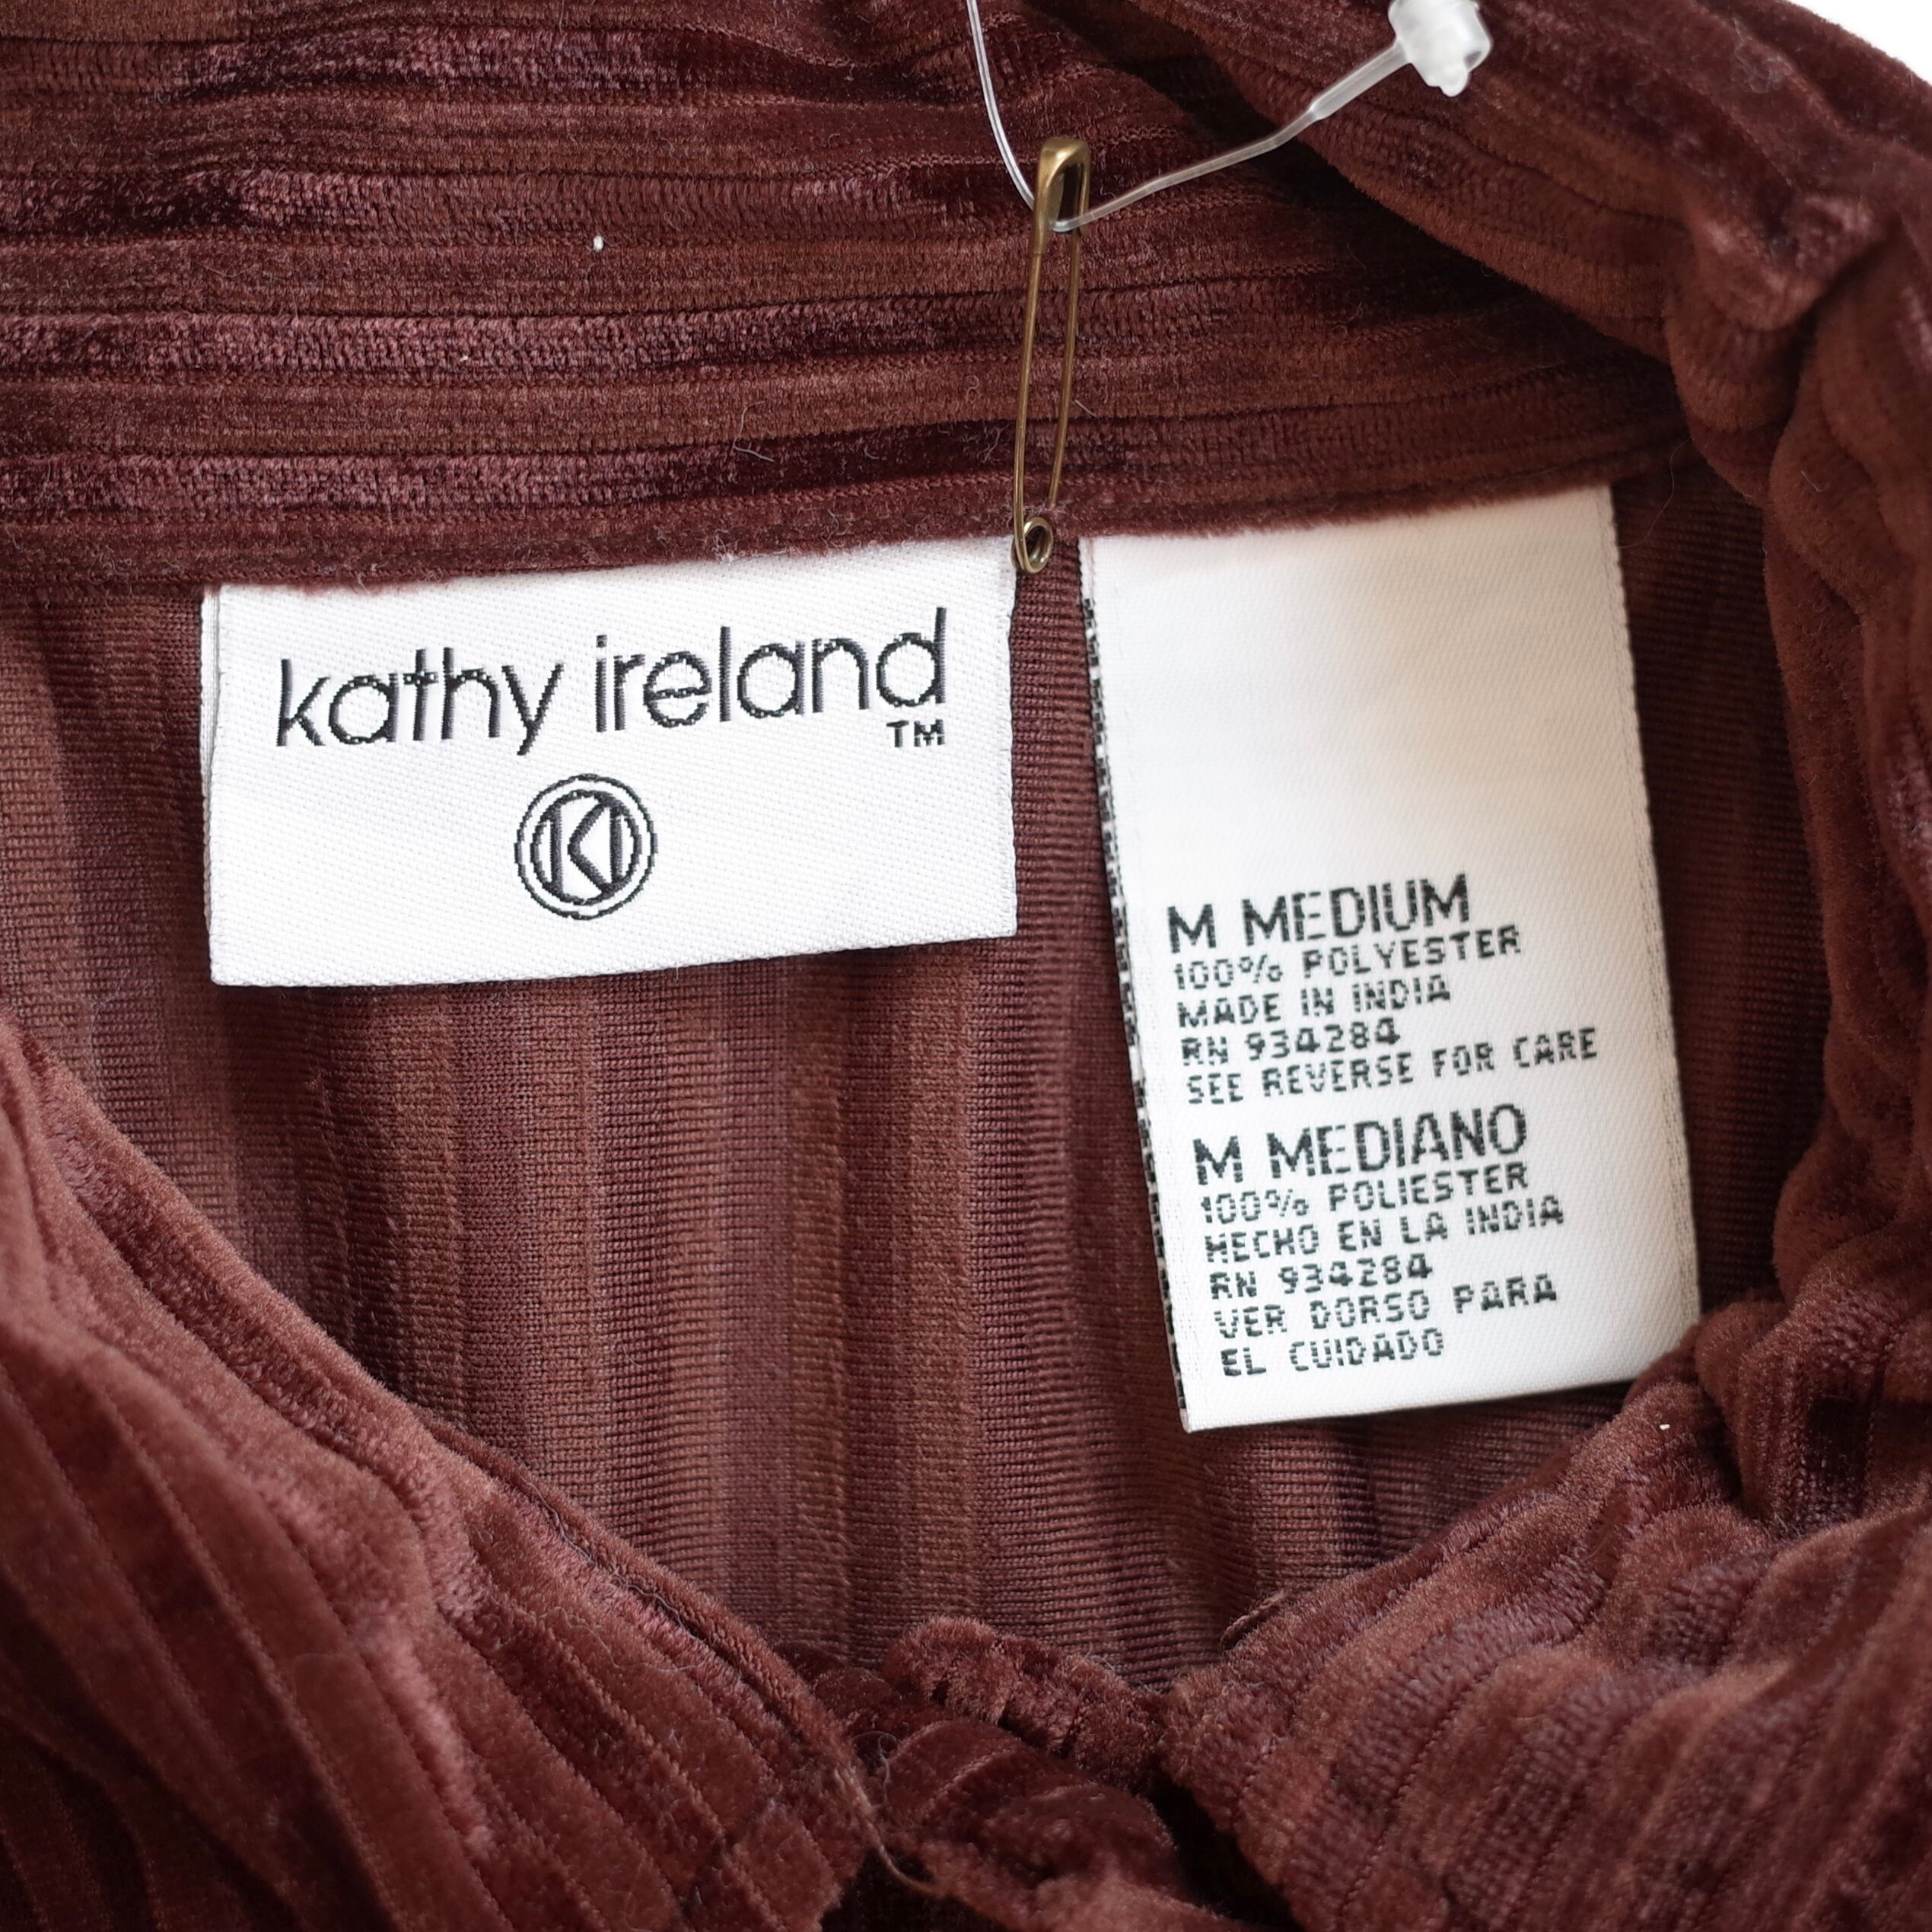 kathy ireland
TM
KI
M MEDIUM
100% POLYESTER
MADE IN INDIA
RN 934284
SEE REVERSE FOR CARE
M MEDIANO
100% POLIESTER
HECHO EN LA INDIA
RN 934284
VER DORSO PARA
EL CUIDADO